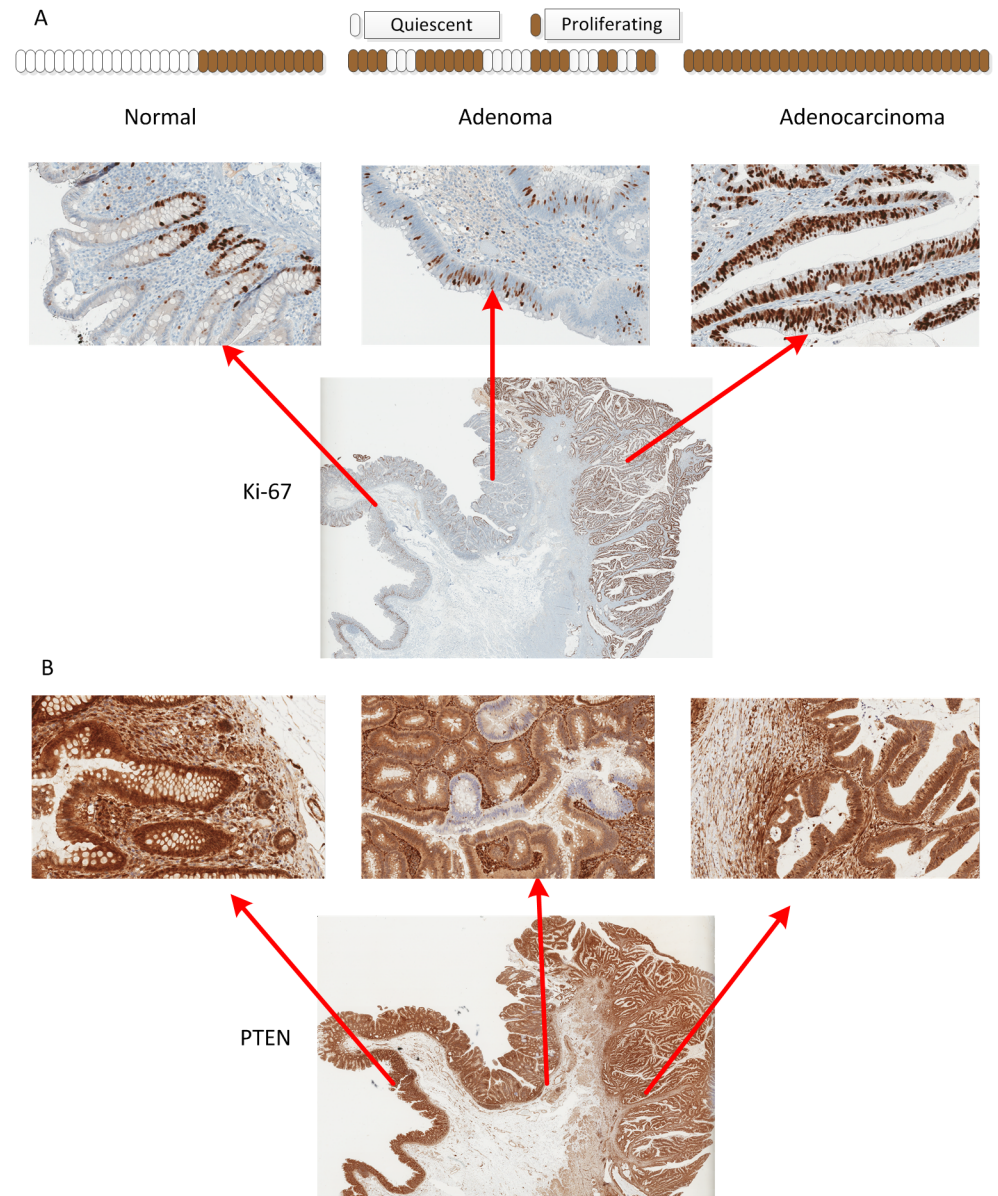 A
Quiescent
Proliferating
Normal
Adenoma
Adenocarcinoma
Ki-67
B
PTEN